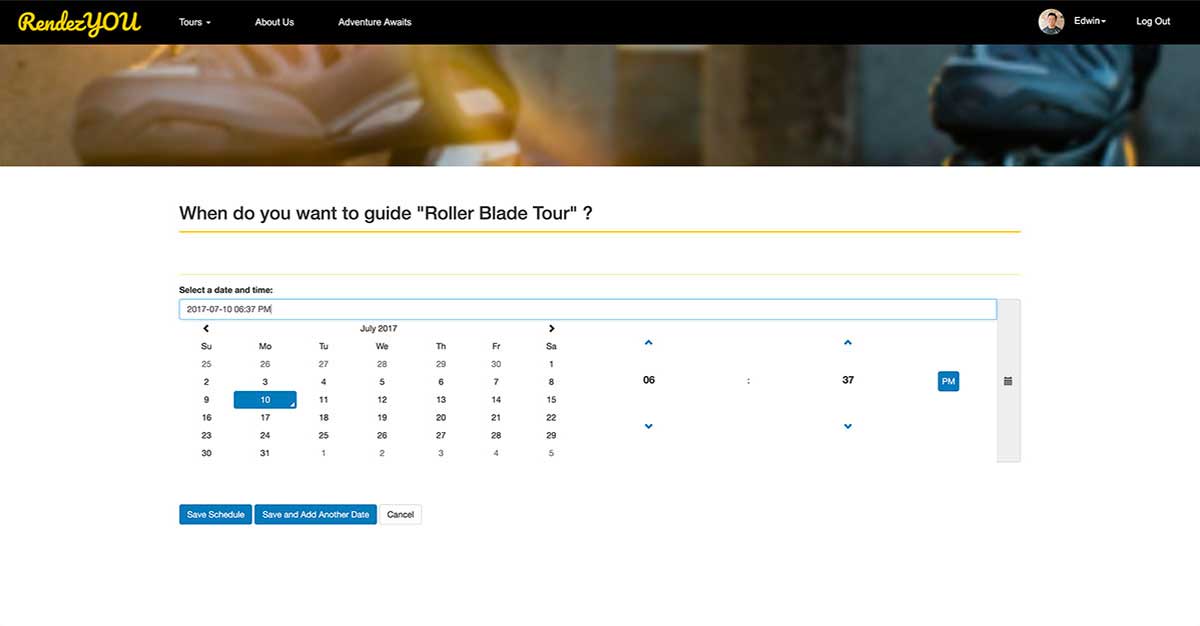 RendezYOU Tours About Us Adventure Awaits Edwin Log Out
When do you want to guide "Roller Blade Tour" ?
Select a date and time:
2017-07-10 06:37 PM
July 2017
Su Mo Tu We Th Fr Sa
25 26 27 28 29 30 1
2 3 4 5 6 7 8
9 10 11 12 13 14 15
16 17 18 19 20 21 22
23 24 25 26 27 28 29
30 31 1 2 3 4 5
06 : 37 PM
Save Schedule Save and Add Another Date Cancel